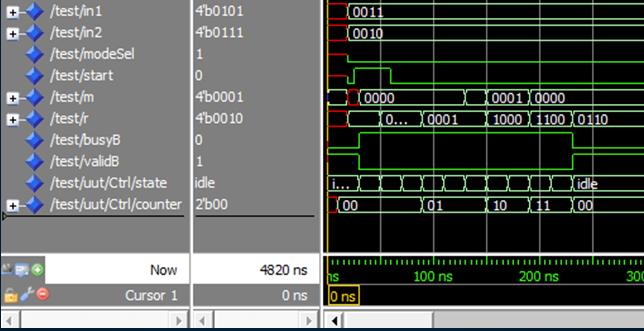 /test/in1 4'b0101 0011
/test/in2 4'b0111 0010
/test/modeSel 1
/test/start 0
/test/m 4'b0001 0000 0001 0000
/test/r 4'b0010 0... 0001 1000 1100 0110
/test/busyB 0
/test/validB 1
/test/uut/Ctrl/state idle i... idle
/test/uut/Ctrl/counter 2'b00 00 01 10 11 00
Now 4820 ns ns 100 ns 200 ns
Cursor 1 0 ns 0 ns